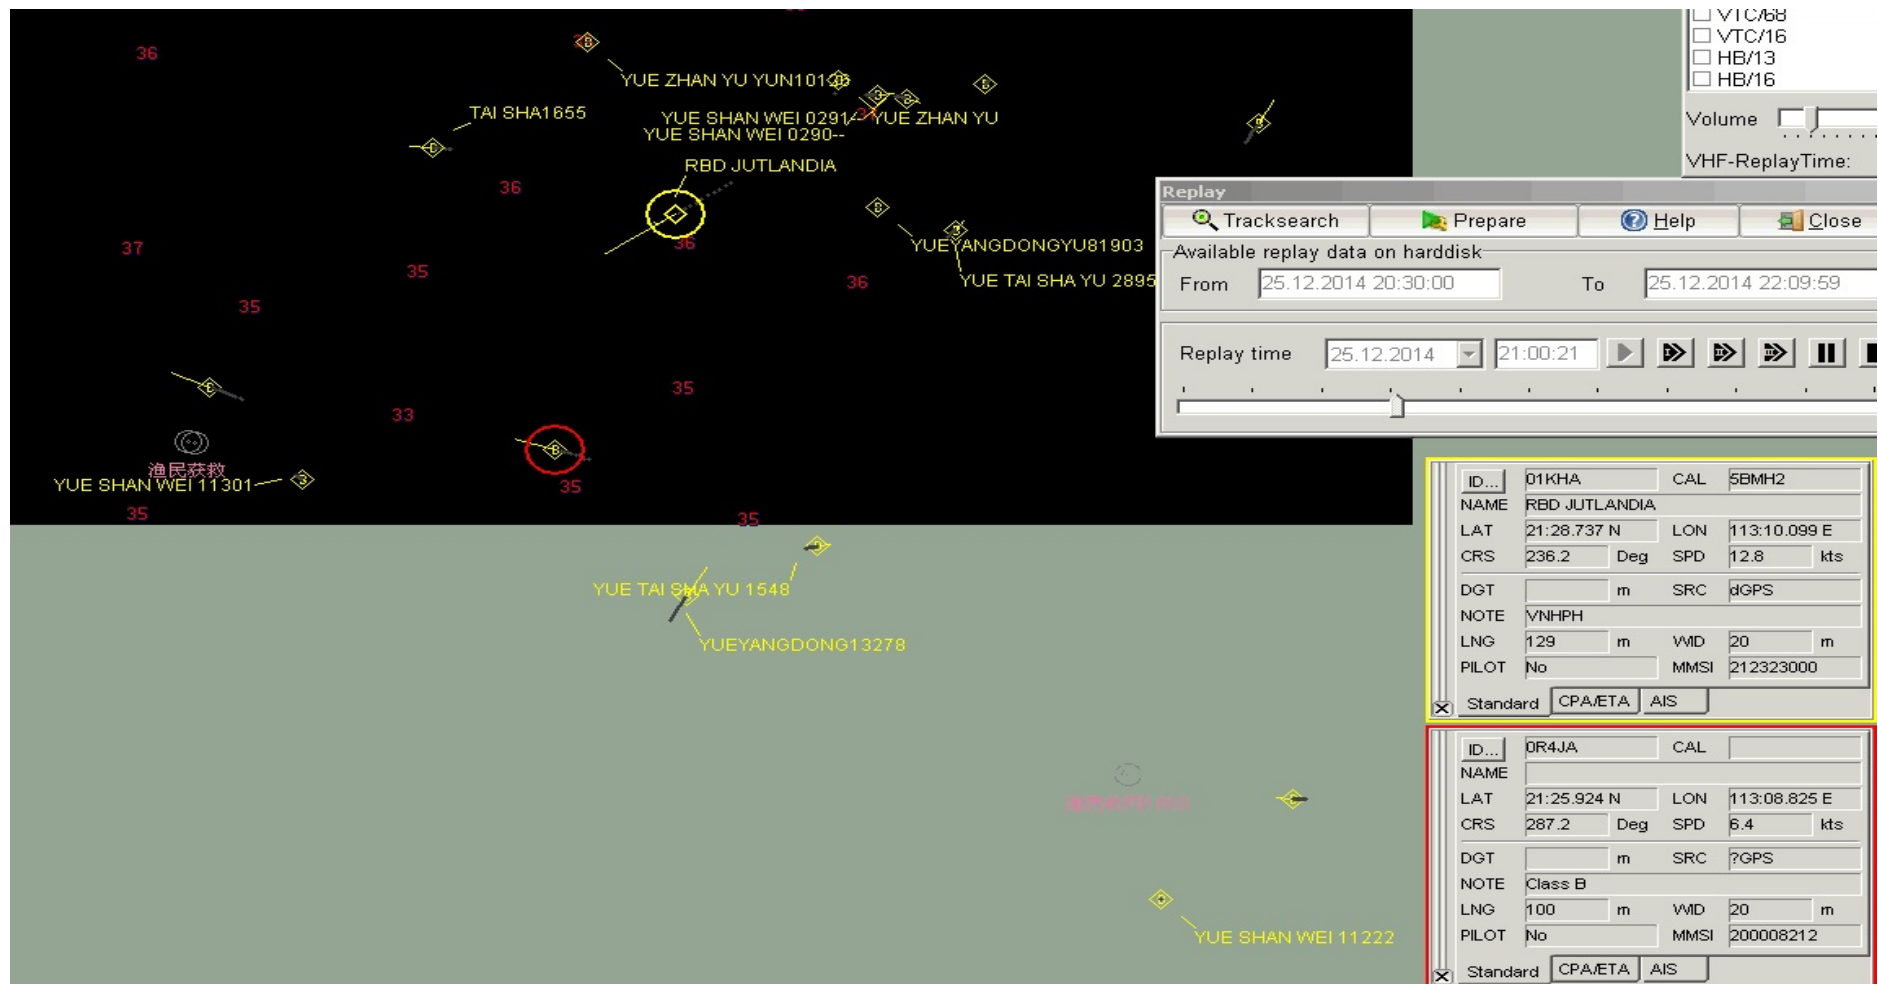 VTC/68
VTC/16
HB/13
HB/16
Volume
VHF-ReplayTime:
36
YUE ZHAN YU YUN101
TAI SHA1655
YUE SHAN WEI 0291--
YUE ZHAN YU
YUE SHAN WEI 0290--
RBD JUTLANDIA
36
36
37
35
36
35
YUEYANGDONGYU81903
YUE TAI SHA YU 2895
35
33
渔民获救
YUE SHAN WEI 11301
35
35
35
YUE TAI SHA YU 1548
YUEYANGDONG13278
YUE SHAN WEI 11222
Replay
Tracksearch Prepare Help Close
Available replay data on harddisk
From 25.12.2014 20:30:00 To 25.12.2014 22:09:59
Replay time 25.12.2014 21:00:21
ID... 01KHA CAL 5BMH2
NAME RBD JUTLANDIA
LAT 21:28.737 N LON 113:10.099 E
CRS 236.2 Deg SPD 12.8 kts
DGT m SRC dGPS
NOTE VNHPH
LNG 129 m WID 20 m
PILOT No MMSI 212323000
Standard CPA/ETA AIS
ID... 0R4JA CAL
NAME
LAT 21:25.924 N LON 113:08.825 E
CRS 287.2 Deg SPD 6.4 kts
DGT m SRC ?GPS
NOTE Class B
LNG 100 m WID 20 m
PILOT No MMSI 200008212
Standard CPA/ETA AIS